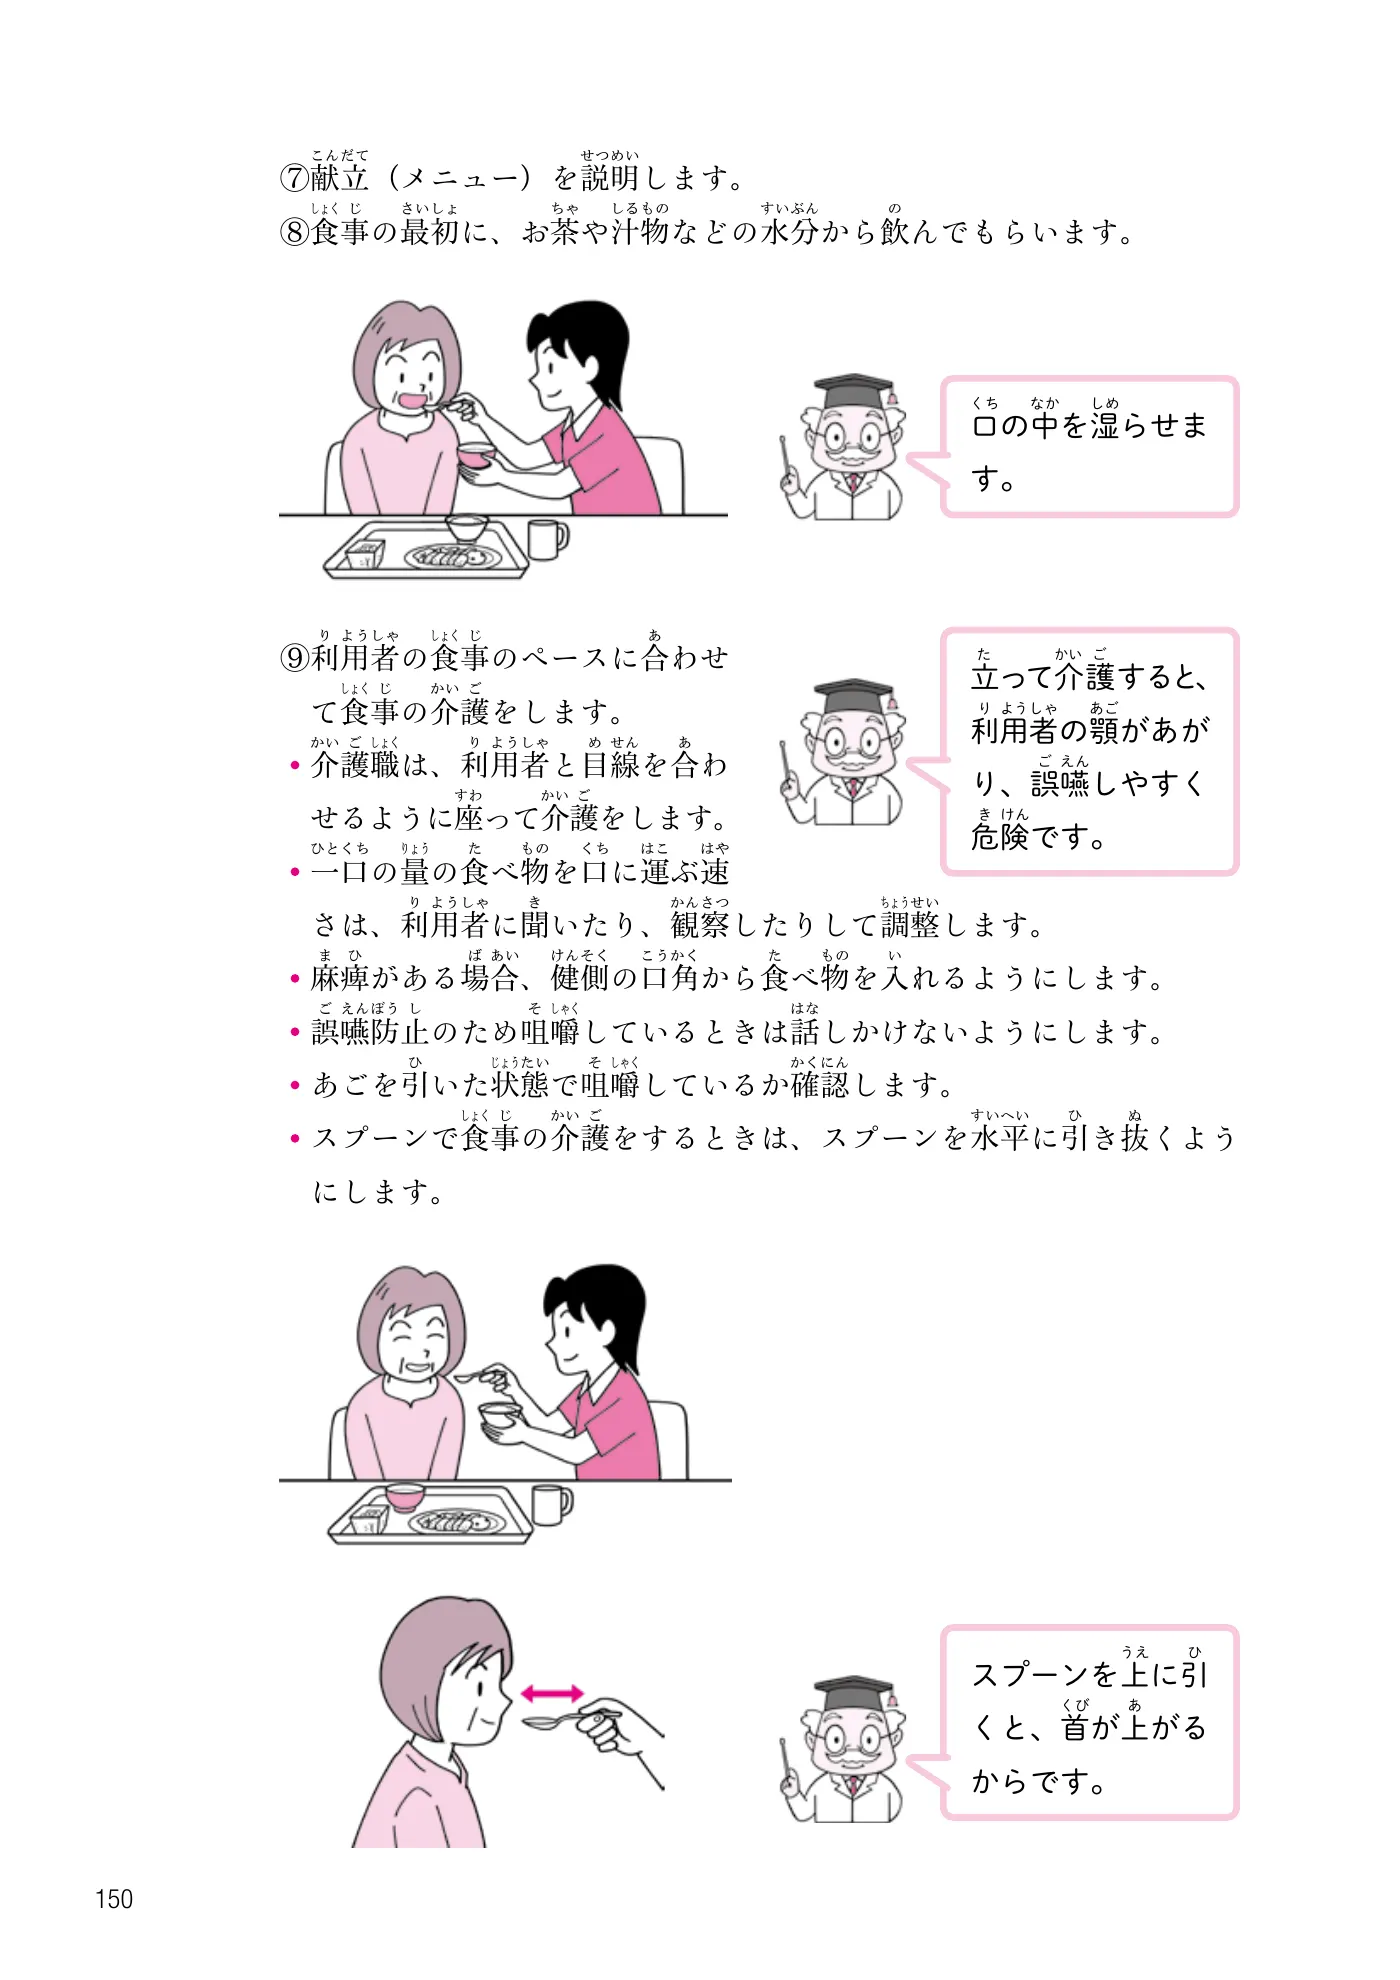 ⑦献立（メニュー）を説明します。
⑧食事の最初に、お茶や汁物などの水分から飲んでもらいます。
口の中を湿らせま
す。
⑨利用者の食事のペースに合わせ
て食事の介護をします。
• 介護職は、利用者と目線を合わ
せるように座って介護をします。
• 一口の量の食べ物を口に運ぶ速
さは、利用者に聞いたり、観察したりして調整します。
立って介護すると、
利用者の顎があが
り、誤嚥しやすく
危険です。
• 麻痺がある場合、健側の口角から食べ物を入れるようにします。
• 誤嚥防止のため咀嚼しているときは話しかけないようにします。
• あごを引いた状態で咀嚼しているか確認します。
• スプーンで食事の介護をするときは、スプーンを水平に引き抜くよう
にします。
スプーンを上に引
くと、首が上がる
からです。
150